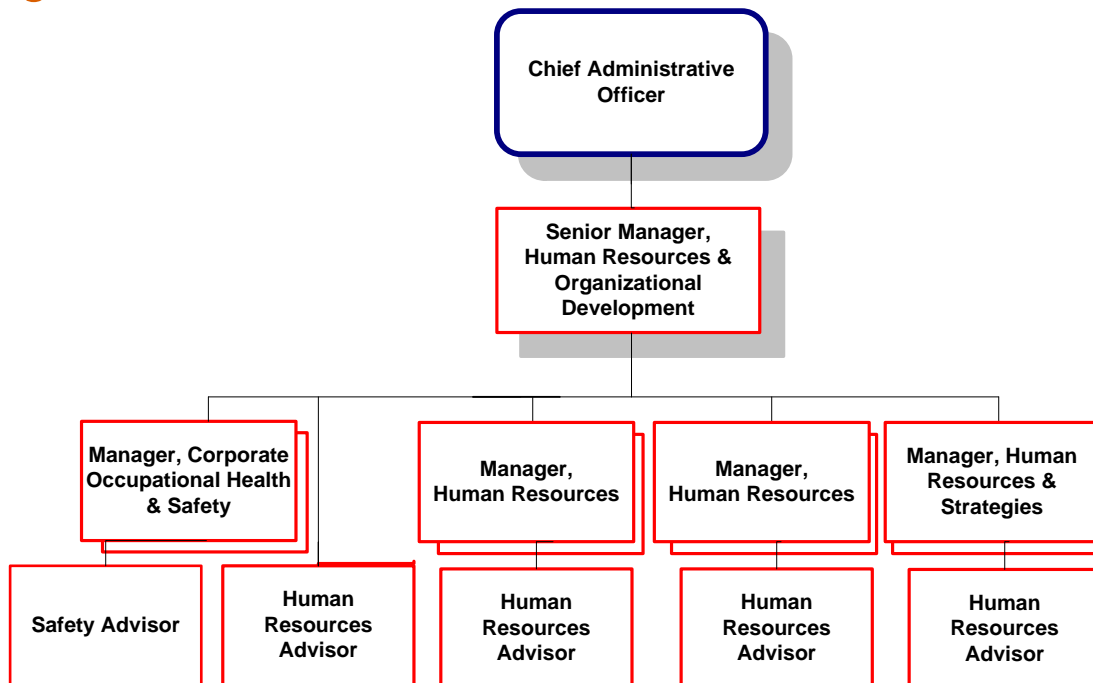 Chief Administrative
Officer
Senior Manager,
Human Resources &
Organizational
Development
Manager, Corporate
Occupational Health
& Safety
Manager,
Human Resources
Manager,
Human Resources
Manager, Human
Resources &
Strategies
Safety Advisor
Human
Resources
Advisor
Human
Resources
Advisor
Human
Resources
Advisor
Human
Resources
Advisor